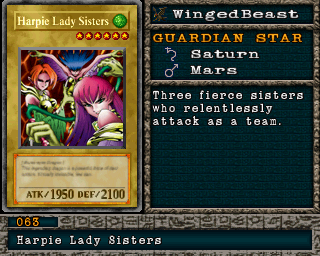 Harpie Lady Sisters
ATK/1950 DEF/2100
WingedBeast
GUARDIAN STAR
Saturn
Mars
Three fierce sisters
who relentlessly
attack as a team.
063
Harpie Lady Sisters